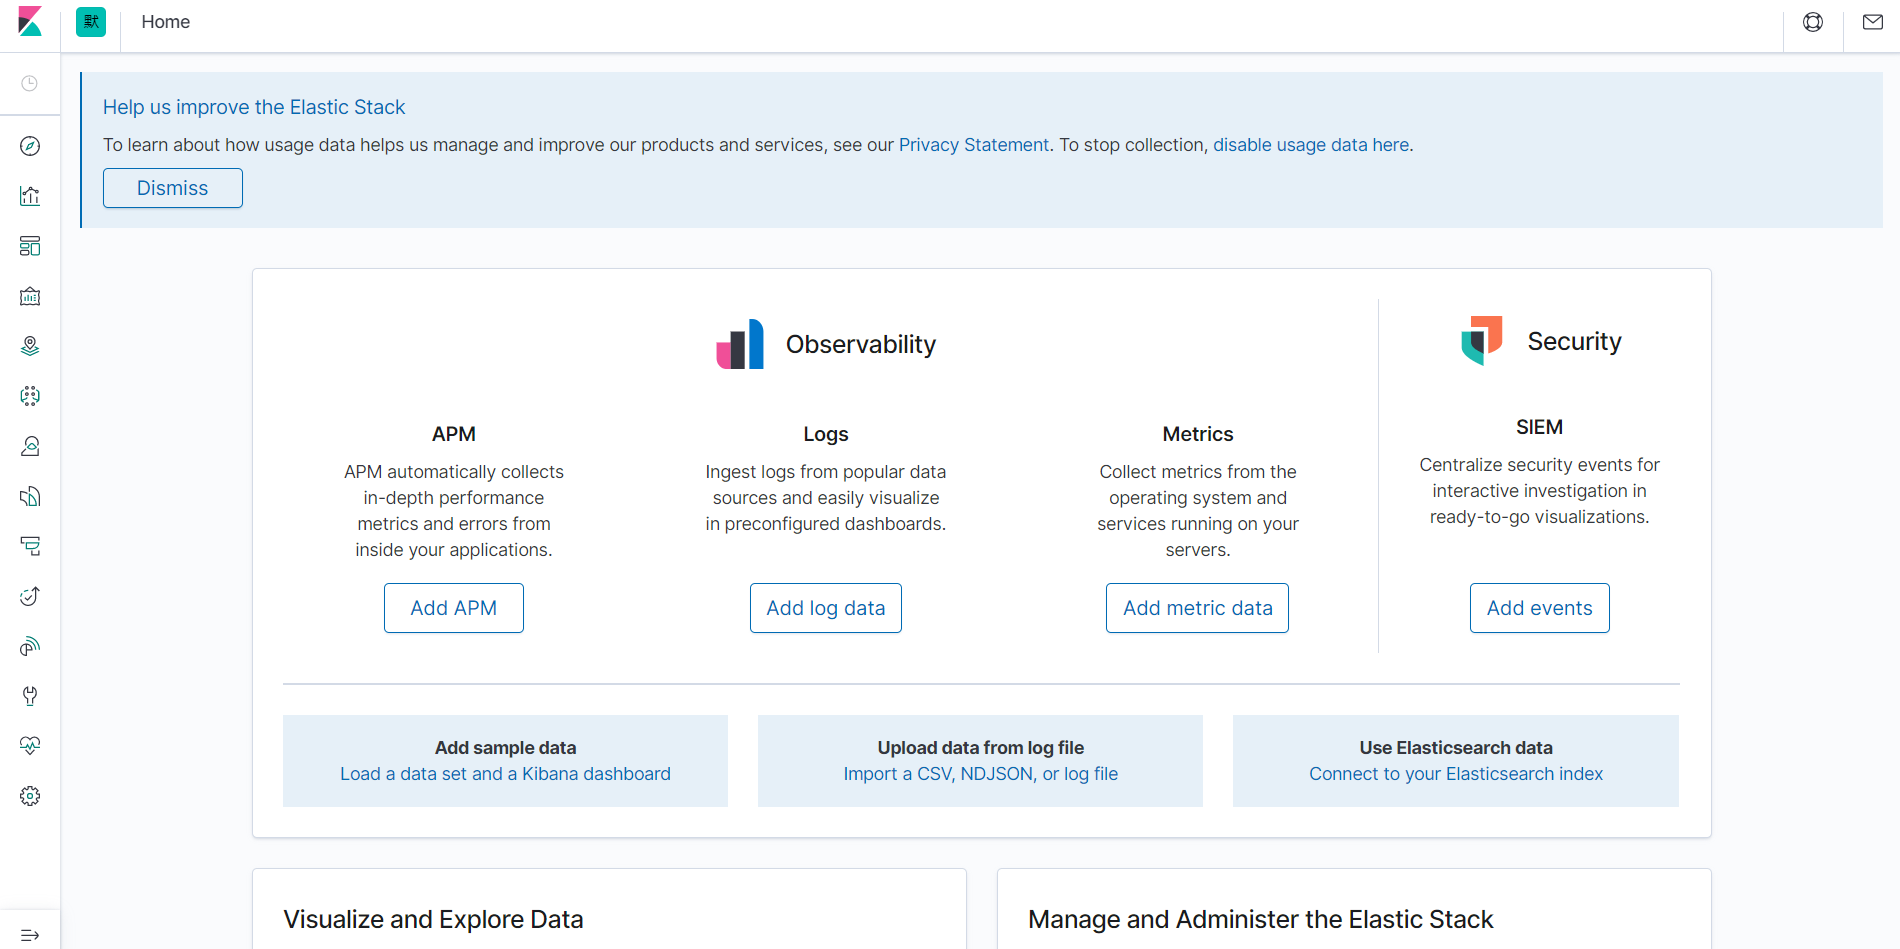 默 Home
Help us improve the Elastic Stack
To learn about how usage data helps us manage and improve our products and services, see our Privacy Statement. To stop collection, disable usage data here.
Dismiss
Observability
APM
APM automatically collects
in-depth performance
metrics and errors from
inside your applications.
Add APM
Logs
Ingest logs from popular data
sources and easily visualize
in preconfigured dashboards.
Add log data
Metrics
Collect metrics from the
operating system and
services running on your
servers.
Add metric data
Security
SIEM
Centralize security events for
interactive investigation in
ready-to-go visualizations.
Add events
Add sample data
Load a data set and a Kibana dashboard
Upload data from log file
Import a CSV, NDJSON, or log file
Use Elasticsearch data
Connect to your Elasticsearch index
Visualize and Explore Data
Manage and Administer the Elastic Stack